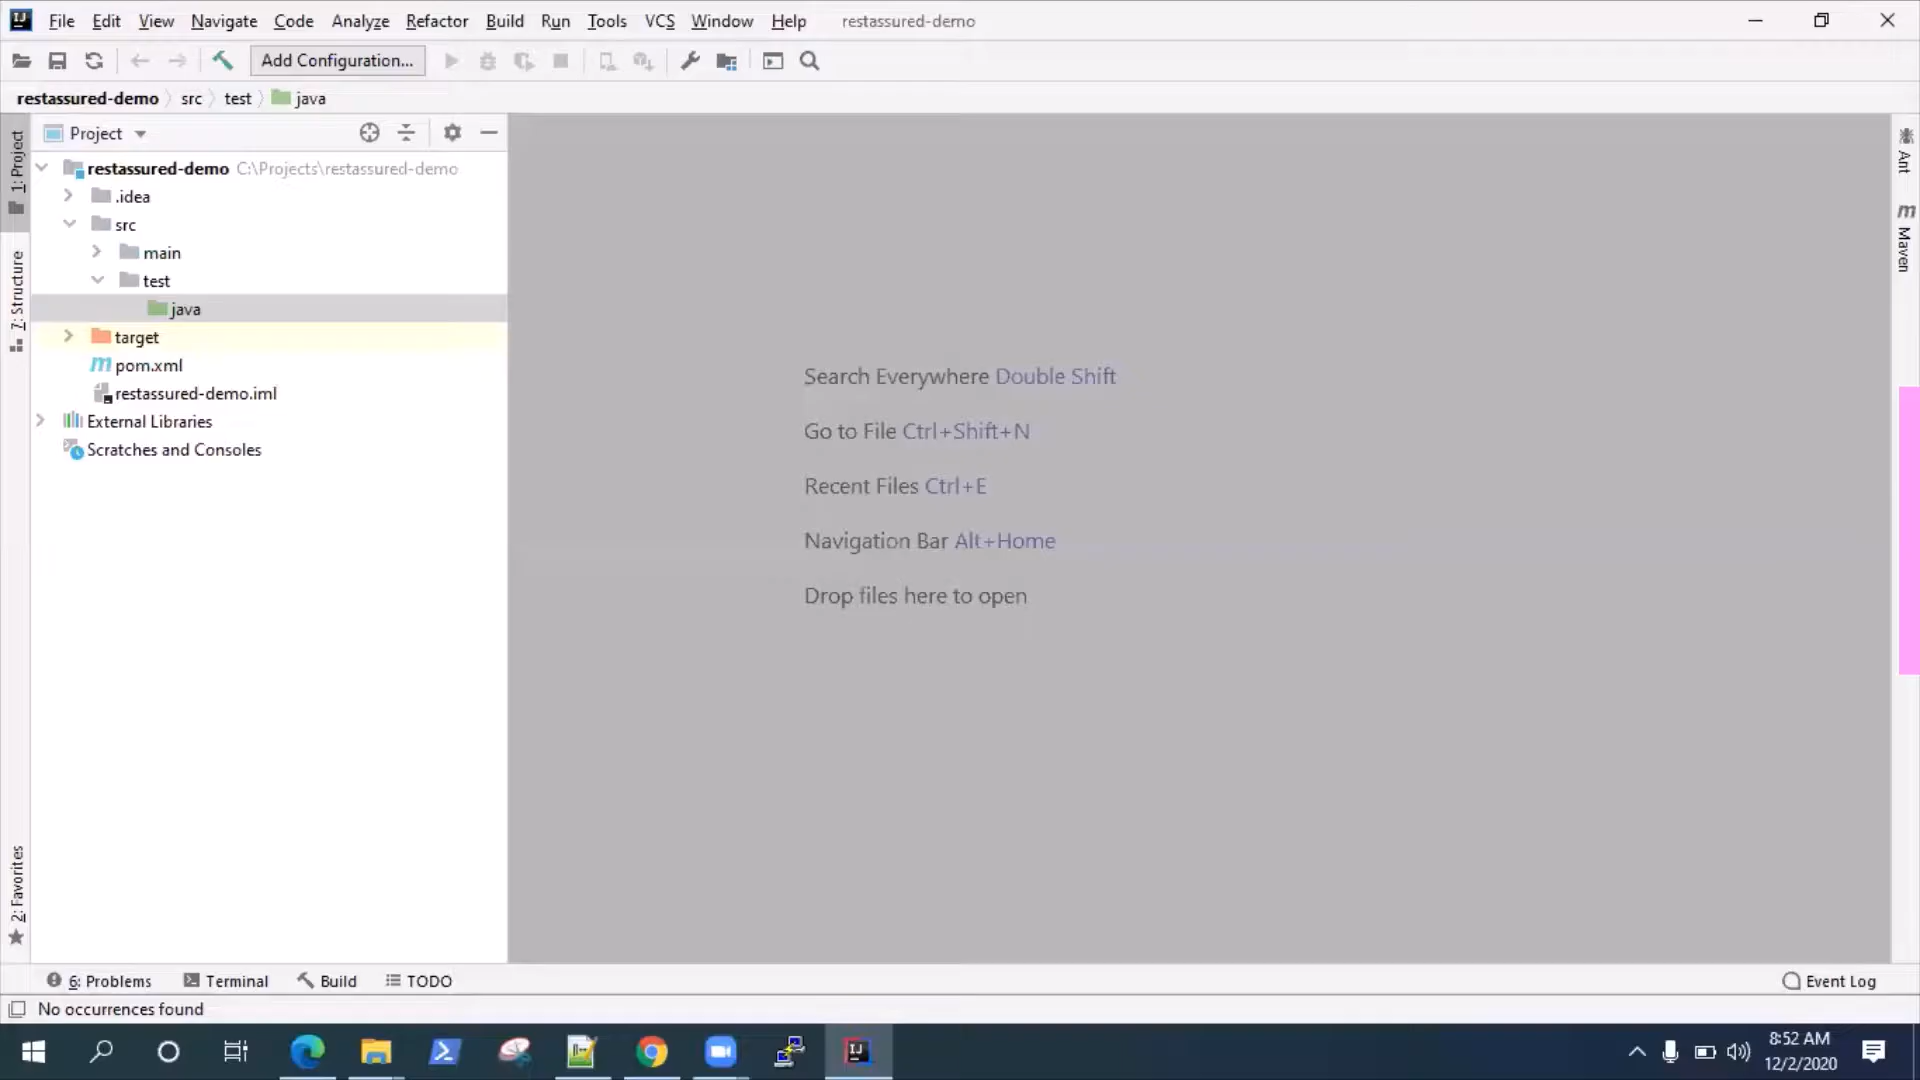 File Edit View Navigate Code Analyze Refactor Build Run Tools VCS Window Help restassured-demo
Add Configuration...
restassured-demo src test java
Project
restassured-demo C:\Projects\restassured-demo
.idea
src
main
test
java
target
pom.xml
restassured-demo.iml
External Libraries
Scratches and Consoles
1: Project
7: Structure
2: Favorites
Search Everywhere Double Shift
Go to File Ctrl+Shift+N
Recent Files Ctrl+E
Navigation Bar Alt+Home
Drop files here to open
Ant
Maven
6: Problems Terminal Build TODO Event Log
No occurrences found
8:52 AM
12/2/2020